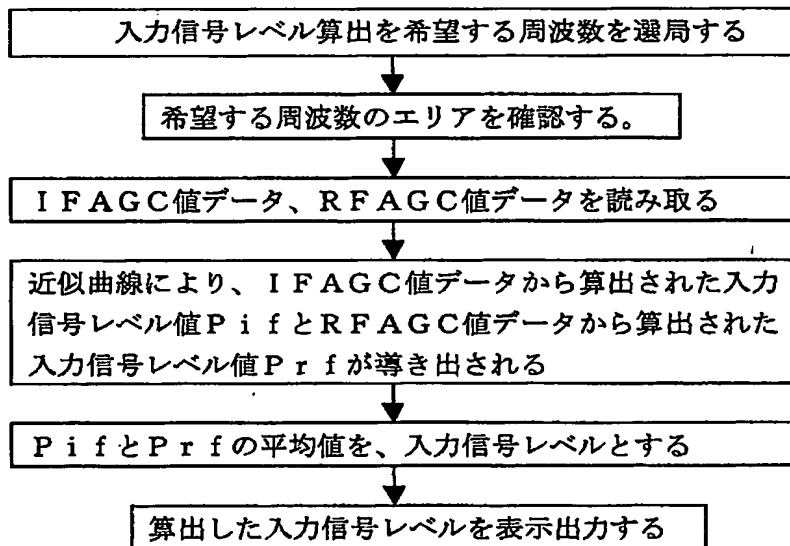 入力信号レベル算出を希望する周波数を選局する
希望する周波数のエリアを確認する。
ＩＦＡＧＣ値データ、ＲＦＡＧＣ値データを読み取る
近似曲線により、ＩＦＡＧＣ値データから算出された入力
信号レベル値ＰｉｆとＲＦＡＧＣ値データから算出された
入力信号レベル値Ｐｒｆが導き出される
ＰｉｆとＰｒｆの平均値を、入力信号レベルとする
算出した入力信号レベルを表示出力する